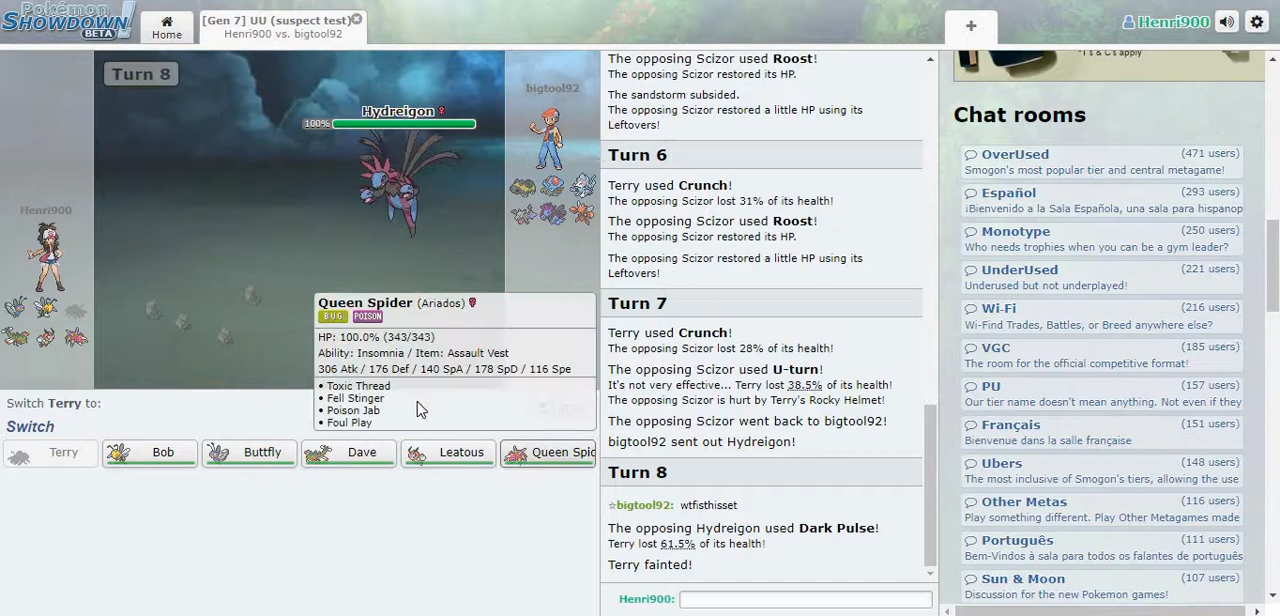 Pokémon
SHOWDOWN!
BETA
Home
[Gen 7] UU (suspect test)
Henri900 vs. bigtool92
+
Henri900
Turn 8
Hydreigon
100%
bigtool92
Henri900
Queen Spider (Ariados)
BUG POISON
HP: 100.0% (343/343)
Ability: Insomnia / Item: Assault Vest
306 Atk / 176 Def / 140 SpA / 178 SpD / 116 Spe
• Toxic Thread
• Fell Stinger
• Poison Jab
• Foul Play
Switch Terry to:
Switch
Terry
Bob
Buttfly
Dave
Leatous
Queen Spid
The opposing Scizor used Roost!
The opposing Scizor restored its HP.
The sandstorm subsided.
The opposing Scizor restored a little HP using its
Leftovers!
Turn 6
Terry used Crunch!
The opposing Scizor lost 31% of its health!
The opposing Scizor used Roost!
The opposing Scizor restored its HP.
The opposing Scizor restored a little HP using its
Leftovers!
Turn 7
Terry used Crunch!
The opposing Scizor lost 28% of its health!
The opposing Scizor used U-turn!
It's not very effective... Terry lost 38.5% of its health!
The opposing Scizor is hurt by Terry's Rocky Helmet!
The opposing Scizor went back to bigtool92!
bigtool92 sent out Hydreigon!
Turn 8
☆bigtool92: wtfisthisset
The opposing Hydreigon used Dark Pulse!
Terry lost 61.5% of its health!
Terry fainted!
Henri900:
*T's & C's apply
Chat rooms
OverUsed (471 users)
Smogon's most popular tier and central metagame!
Español (293 users)
¡Bienvenido a la Sala Española, una sala para hispanop
Monotype (250 users)
Who needs trophies when you can be a gym leader?
UnderUsed (221 users)
Underused but not underplayed!
Wi-Fi (216 users)
Wi-Find Trades, Battles, or Breed anywhere else?
VGC (185 users)
The room for the official competitive format!
PU (157 users)
Our tier name doesn't mean anything. Not even if they
Français (151 users)
Bienvenue dans la salle française
Ubers (148 users)
The most inclusive of Smogon's tiers, allowing the use
Other Metas (116 users)
Play something different. Play Other Metagames made
Português (111 users)
Bem-Vindos à sala para todos os falantes de português
Sun & Moon (107 users)
Discussion for the new Pokemon games!